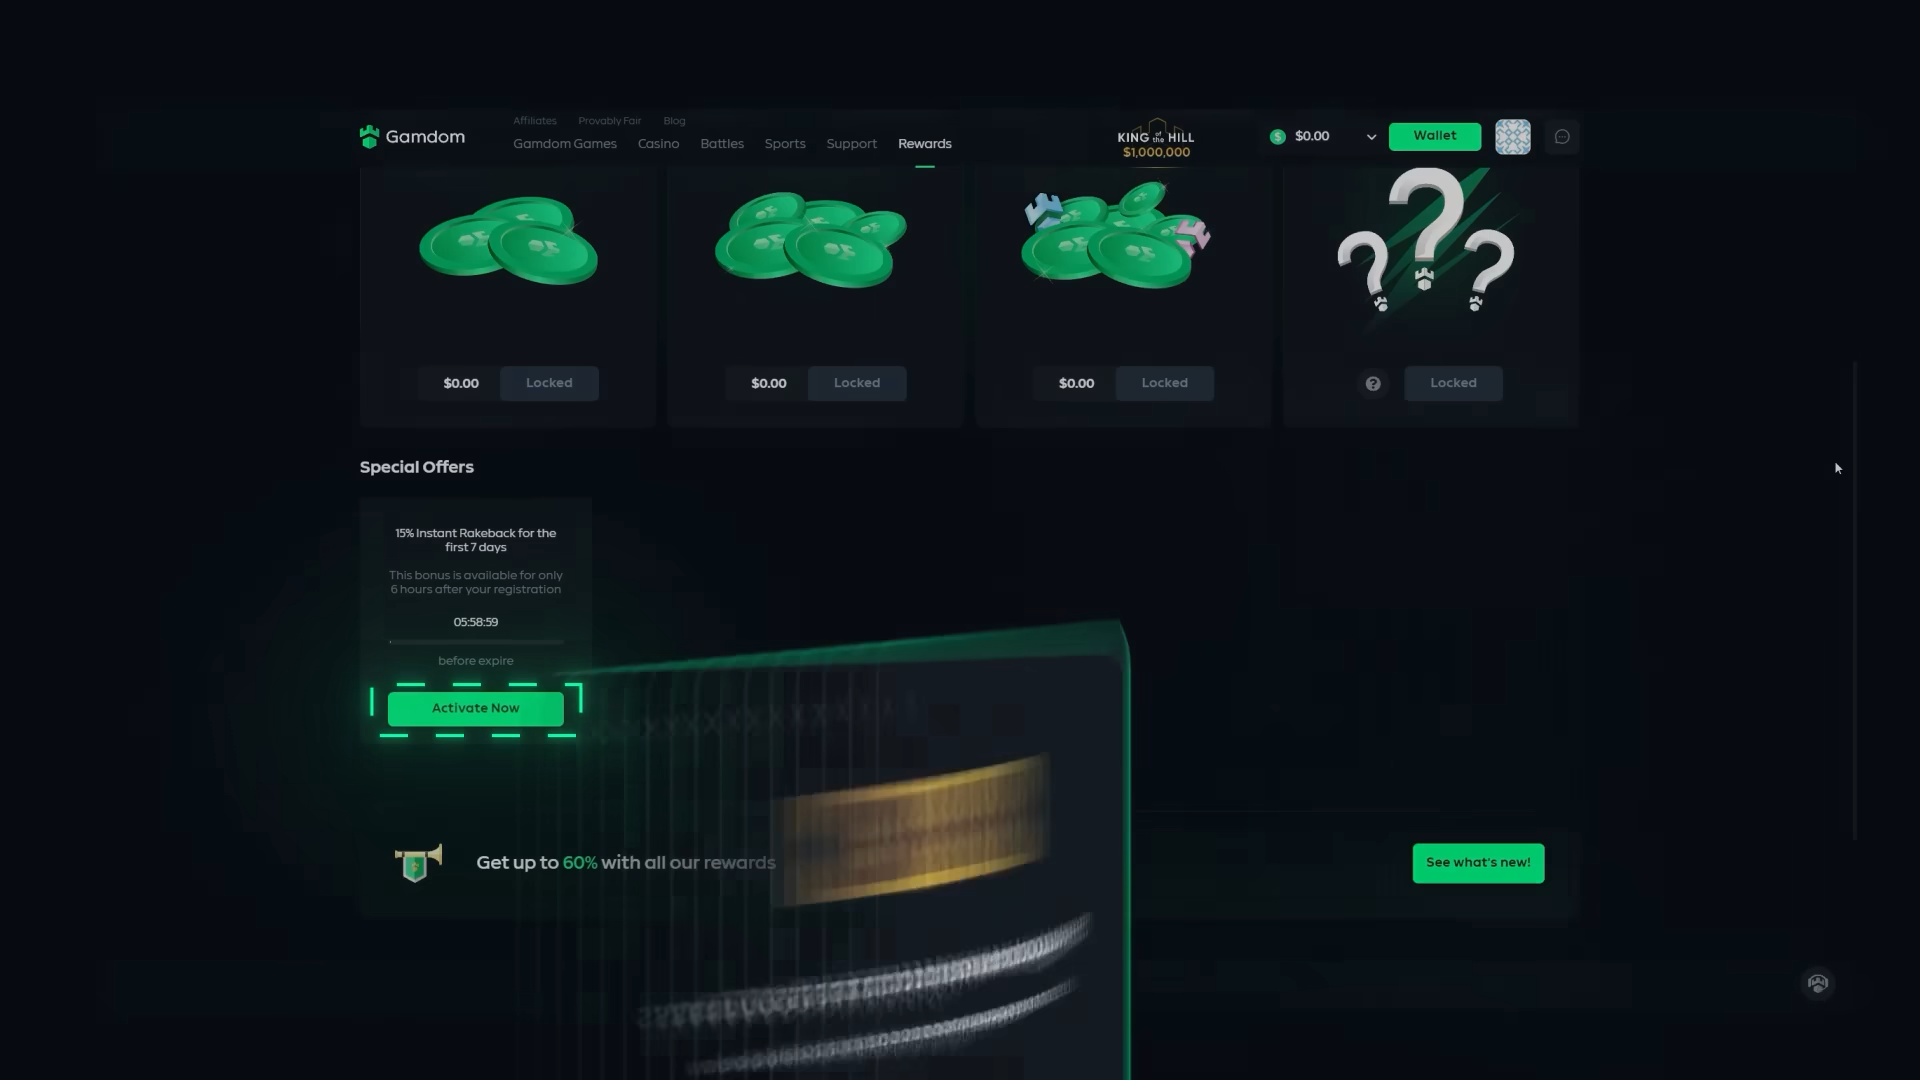 Affiliates Provably Fair Blog
Gamdom
Gamdom Games Casino Battles Sports Support Rewards
KING of the HILL
$1,000,000
$0.00
Wallet
$0.00 Locked
$0.00 Locked
$0.00 Locked
Locked
Special Offers
15% Instant Rakeback for the
first 7 days
This bonus is available for only
6 hours after your registration
05:58:59
before expire
Activate Now
Get up to 60% with all our rewards
See what's new!